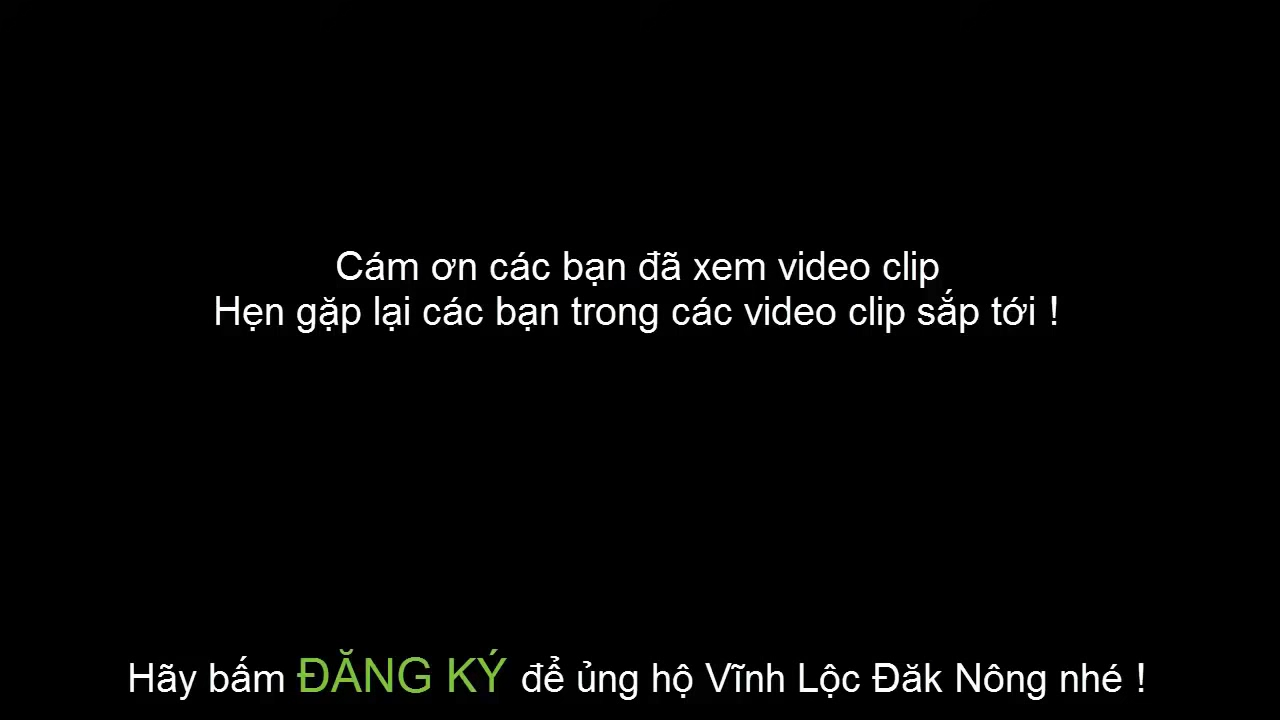 Cám ơn các bạn đã xem video clip
Hẹn gặp lại các bạn trong các video clip sắp tới !
Hãy bấm ĐĂNG KÝ để ủng hộ Vĩnh Lộc Đăk Nông nhé !